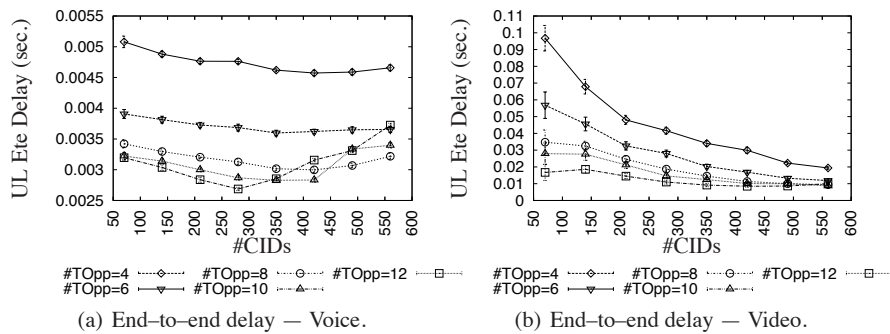 UL Ete Delay (sec.)
0.0055
0.005
0.0045
0.004
0.0035
0.003
0.0025
50
100
150
200
250
300
350
400
450
500
550
600
#CIDs
#TOpp=4
#TOpp=8
#TOpp=12
#TOpp=6
#TOpp=10
(a) End–to–end delay — Voice.
UL Ete Delay (sec.)
0.11
0.1
0.09
0.08
0.07
0.06
0.05
0.04
0.03
0.02
0.01
0
50
100
150
200
250
300
350
400
450
500
550
600
#CIDs
#TOpp=4
#TOpp=8
#TOpp=12
#TOpp=6
#TOpp=10
(b) End–to–end delay — Video.